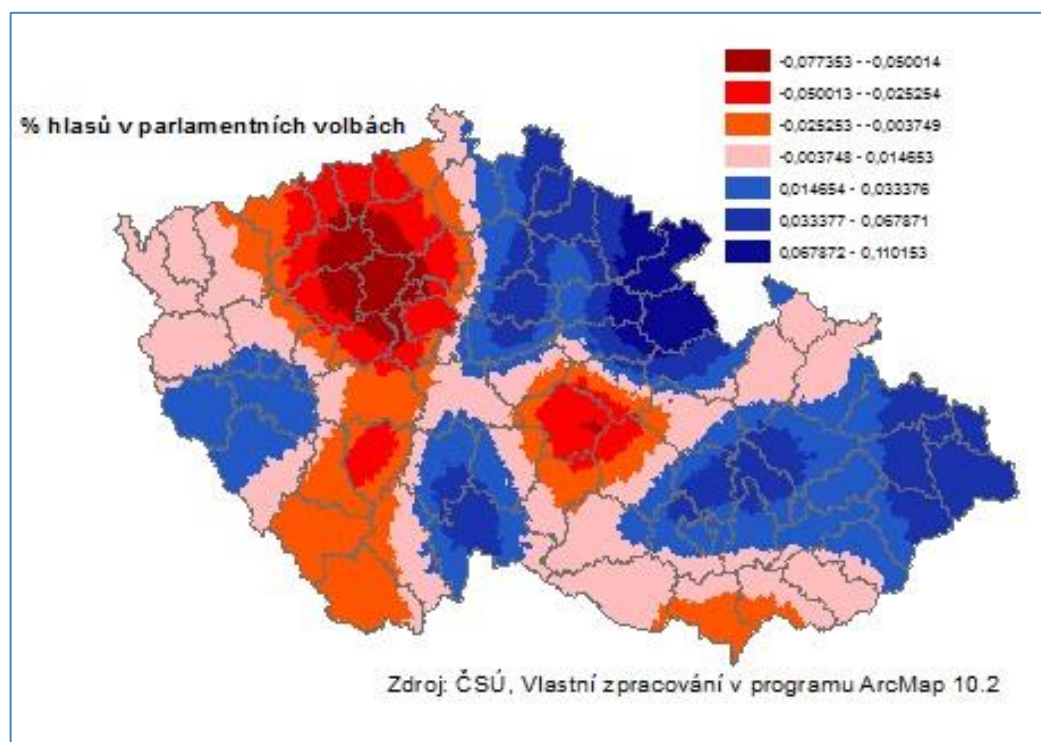 -0,077353 - -0,050014
-0,050013 - -0,025254
% hlasů v parlamentních volbách
-0,025253 - -0,003749
-0,003748 - 0,014653
0,014654 - 0,033376
0,033377 - 0,067871
0,067872 - 0,110153
Zdroj: ČSÚ, Vlastní zpracování v programu ArcMap 10.2